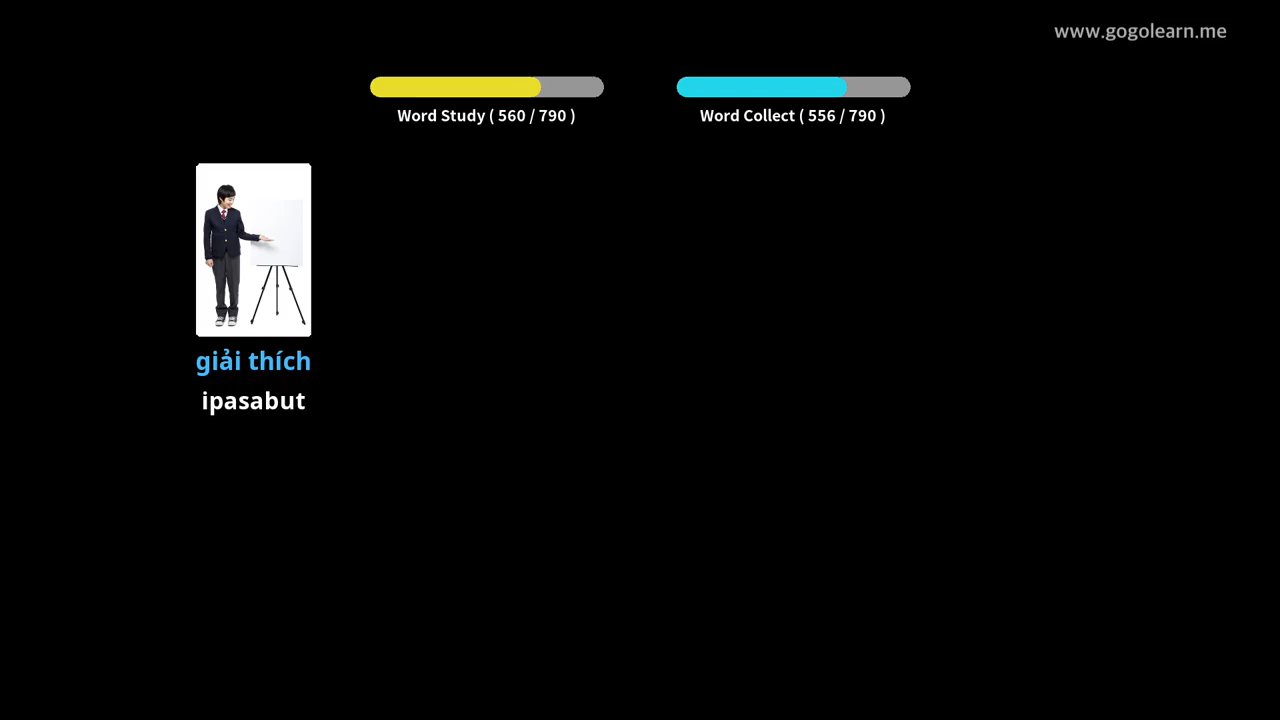 www.gogolearn.me
Word Study ( 560 / 790 )
Word Collect ( 556 / 790 )
giải thích
ipasabut